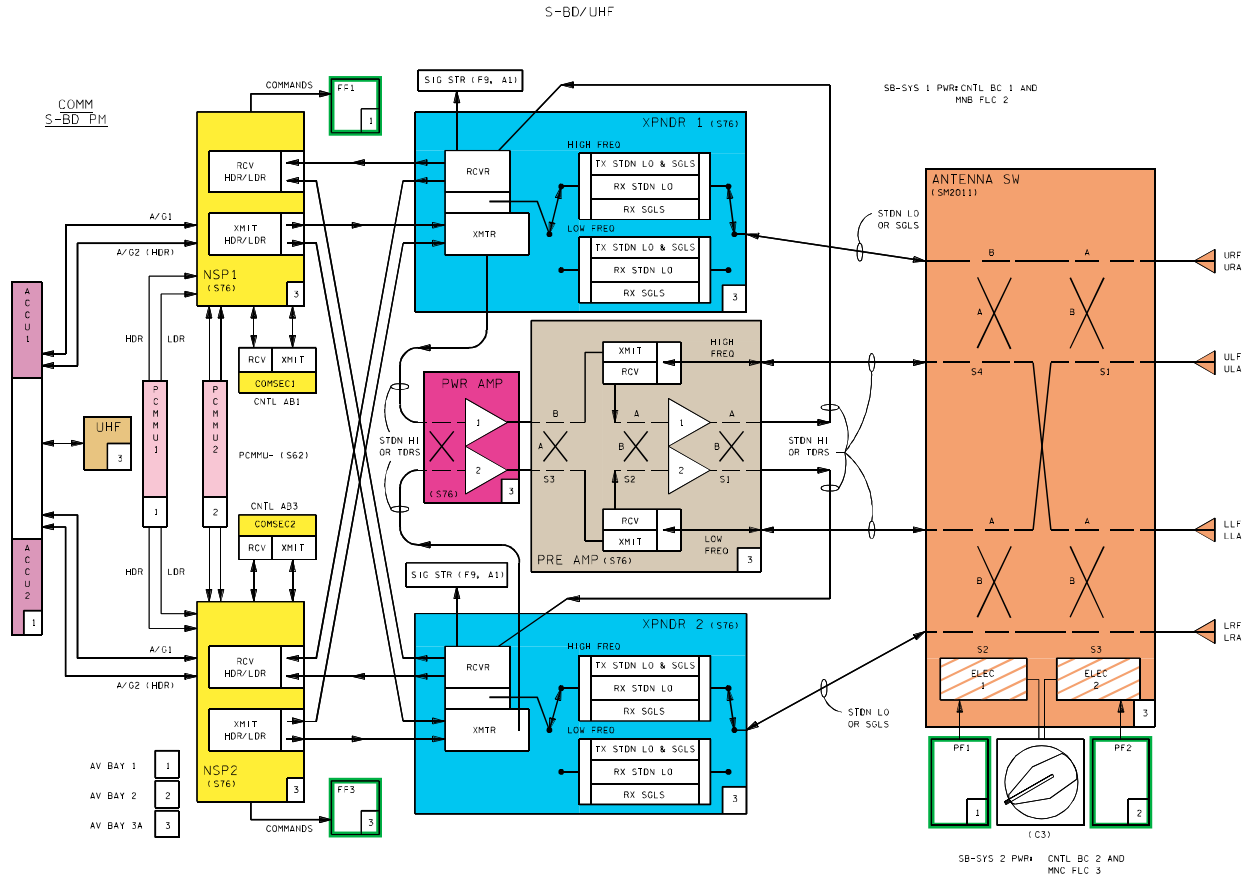 S-BD/UHF
COMM
S-BD PM
COMMANDS
FF1
1
SIG STR (F9, A1)
SB-SYS 1 PWR: CNTL BC 1 AND
MNB FLC 2
XPNDR 1 (S76)
HIGH FREQ
RCV
HDR/LDR
RCVR
TX STDN LO & SGLS
RX STDN LO
RX SGLS
XMIT
HDR/LDR
XMTR
LOW FREQ
TX STDN LO & SGLS
RX STDN LO
RX SGLS
3
A/G1
A/G2 (HDR)
NSP1
(S76)
3
STDN LO
OR SGLS
ANTENNA SW
(SM2011)
B
A
URF
URA
A
B
ULF
ULA
S4
S1
ACCU1
HDR
LDR
RCV
XMIT
COMSEC1
CNTL AB1
PCMMU1
1
PCMMU2
2
PCMMU- (S62)
UHF
3
PWR AMP
1
2
(S76)
3
STDN HI
OR TDRS
B
A
S3
XMIT
RCV
HIGH
FREQ
A
B
S2
1
2
A
B
S1
RCV
XMIT
LOW
FREQ
PRE AMP (S76)
3
STDN HI
OR TDRS
CNTL AB3
COMSEC2
RCV
XMIT
ACCU2
1
HDR
LDR
A
A
LLF
LLA
B
B
LRF
LRA
S2
S3
ELEC
1
ELEC
2
3
SIG STR (F9, A1)
XPNDR 2 (S76)
HIGH FREQ
A/G1
A/G2 (HDR)
RCV
HDR/LDR
RCVR
TX STDN LO & SGLS
RX STDN LO
RX SGLS
XMIT
HDR/LDR
XMTR
LOW FREQ
TX STDN LO & SGLS
RX STDN LO
RX SGLS
3
STDN LO
OR SGLS
NSP2
(S76)
3
AV BAY 1
1
AV BAY 2
2
AV BAY 3A
3
COMMANDS
FF3
3
PF1
1
(C3)
PF2
2
SB-SYS 2 PWR: CNTL BC 2 AND
MNC FLC 3